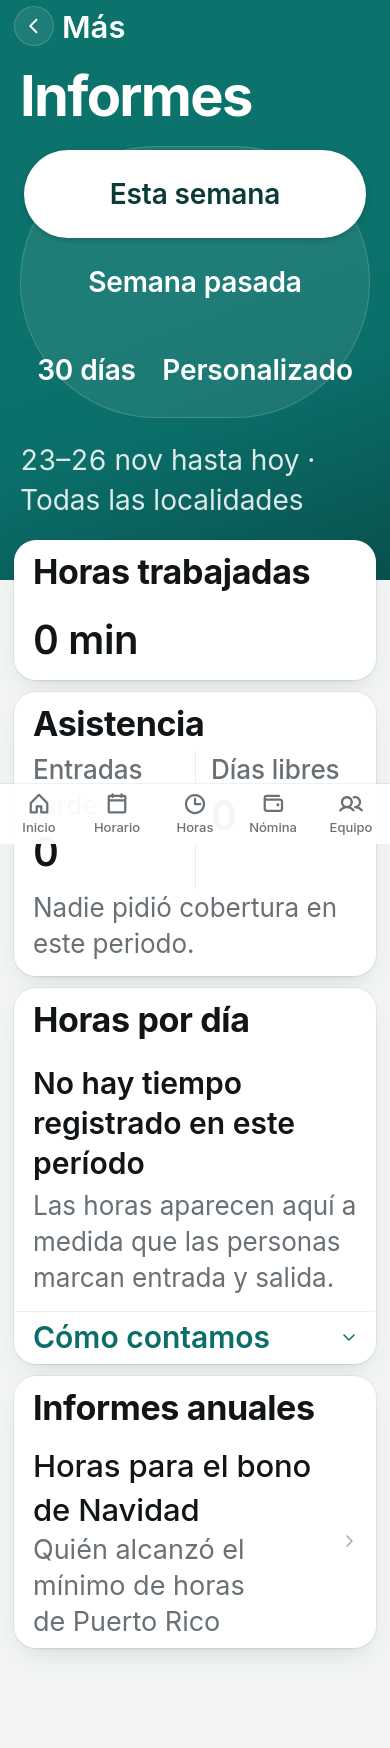 Más
Informes
Esta semana
Semana pasada
30 días
Personalizado
23–26 nov hasta hoy ·
Todas las localidades
Horas trabajadas
0 min
Asistencia
Entradas
Días libres
0
Inicio
Horario
Horas
Nómina
Equipo
0
Nadie pidió cobertura en
este periodo.
Horas por día
No hay tiempo
registrado en este
período
Las horas aparecen aquí a
medida que las personas
marcan entrada y salida.
Cómo contamos
Informes anuales
Horas para el bono
de Navidad
Quién alcanzó el
mínimo de horas
de Puerto Rico